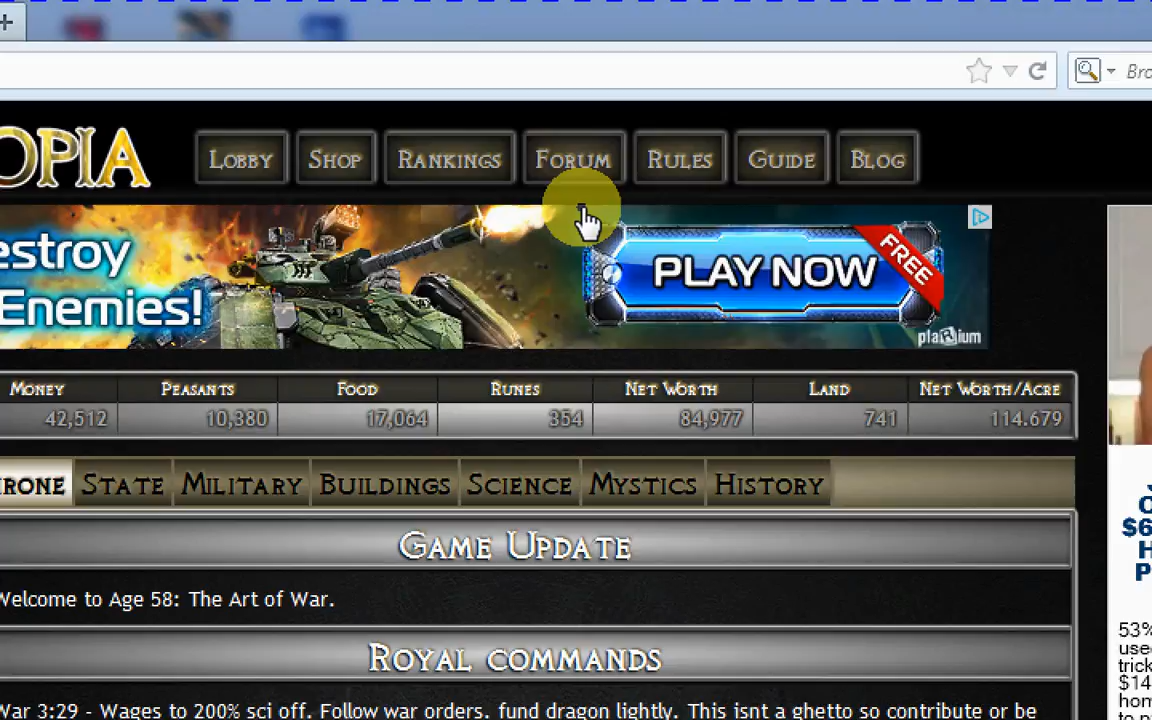 Bro
OPIA
LOBBY SHOP RANKINGS FORUM RULES GUIDE BLOG
estroy
Enemies!
PLAY NOW
FREE
plarium
MONEY PEASANTS FOOD RUNES NET WORTH LAND NET WORTH/ACRE
42,512 10,380 17,064 354 84,977 741 114.679
RONE STATE MILITARY BUILDINGS SCIENCE MYSTICS HISTORY
GAME UPDATE
Welcome to Age 58: The Art of War.
ROYAL COMMANDS
War 3:29 - Wages to 200% sci off. Follow war orders. fund dragon lightly. This isnt a ghetto so contribute or be
$6
H
P
53%
use
trick
$14
hom